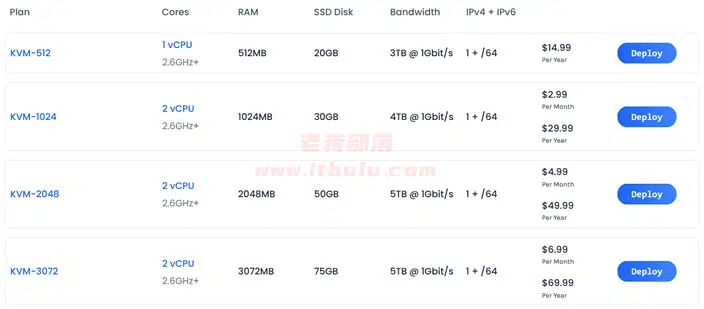 Plan Cores RAM SSD Disk Bandwidth IPv4 + IPv6
KVM-512 1 vCPU 2.6GHz+ 512MB 20GB 3TB @ 1Gbit/s 1 + /64 $14.99 Per Year Deploy
KVM-1024 2 vCPU 2.6GHz+ 1024MB 30GB 4TB @ 1Gbit/s 1 + /64 $2.99 Per Month $29.99 Per Year Deploy
老蒋部落
www.itbulu.com
KVM-2048 2 vCPU 2.6GHz+ 2048MB 50GB 5TB @ 1Gbit/s 1 + /64 $4.99 Per Month $49.99 Per Year Deploy
KVM-3072 2 vCPU 2.6GHz+ 3072MB 75GB 5TB @ 1Gbit/s 1 + /64 $6.99 Per Month $69.99 Per Year Deploy